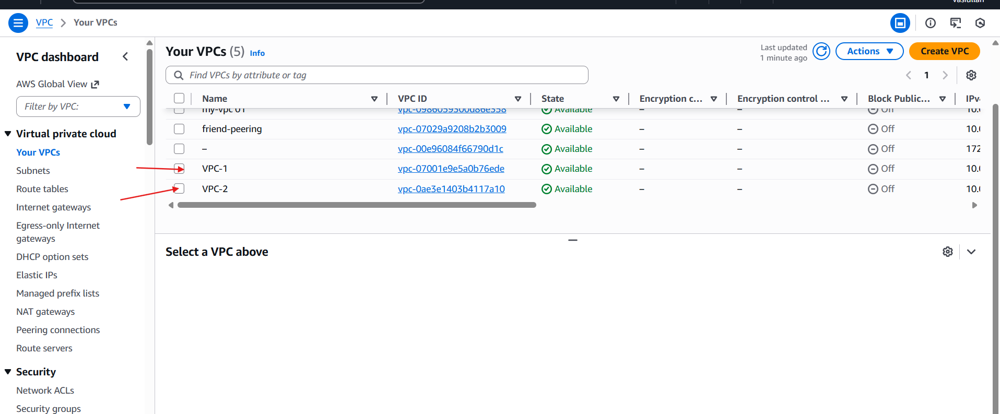 VPC > Your VPCs
VPC dashboard
AWS Global View
Filter by VPC:
Virtual private cloud
Your VPCs
Subnets
Route tables
Internet gateways
Egress-only Internet
gateways
DHCP option sets
Elastic IPs
Managed prefix lists
NAT gateways
Peering connections
Route servers
Security
Network ACLs
Security groups
Your VPCs (5) Info
Last updated
1 minute ago
Actions
Create VPC
Find VPCs by attribute or tag
1
Name VPC ID State Encryption c... Encryption control ... Block Public...
my-vpc 01 vpc-0986059300d86e358 Available – – Off
friend-peering vpc-07029a9208b2b3009 Available – – Off 10.
– vpc-00e96084f66790d1c Available – – Off 172
VPC-1 vpc-07001e9e5a0b76ede Available – – Off 10.
VPC-2 vpc-0ae3e1403b4117a10 Available – – Off 10.
Select a VPC above